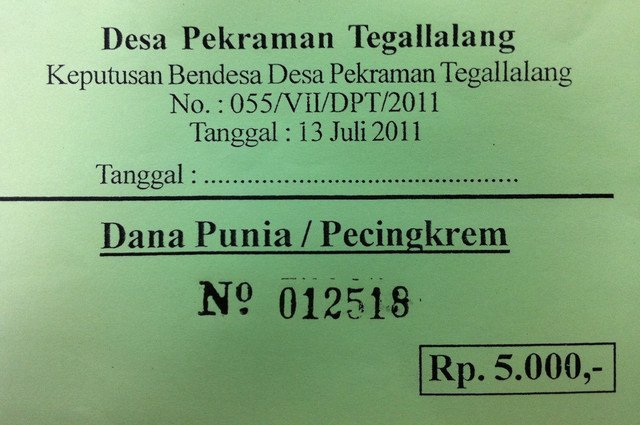 Desa Pekraman Tegallalang
Keputusan Bendesa Desa Pekraman Tegallalang
No. : 055/VII/DPT/2011
Tanggal : 13 Juli 2011
Tanggal : ................................................
Dana Punia / Pecingkrem
Nº 012518
Rp. 5.000,-